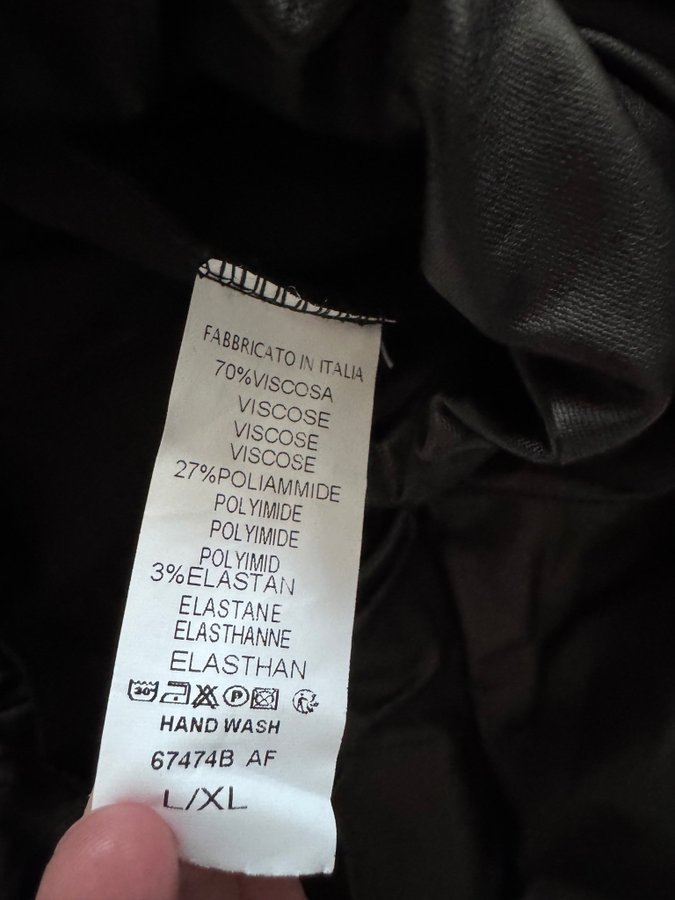 FABBRICATO IN ITALIA
70%VISCOSA
VISCOSE
VISCOSE
VISCOSE
27%POLIAMMIDE
POLYIMIDE
POLYIMIDE
POLYIMID
3%ELASTAN
ELASTANE
ELASTHANNE
ELASTHAN
30° P
HAND WASH
67474B AF
L/XL